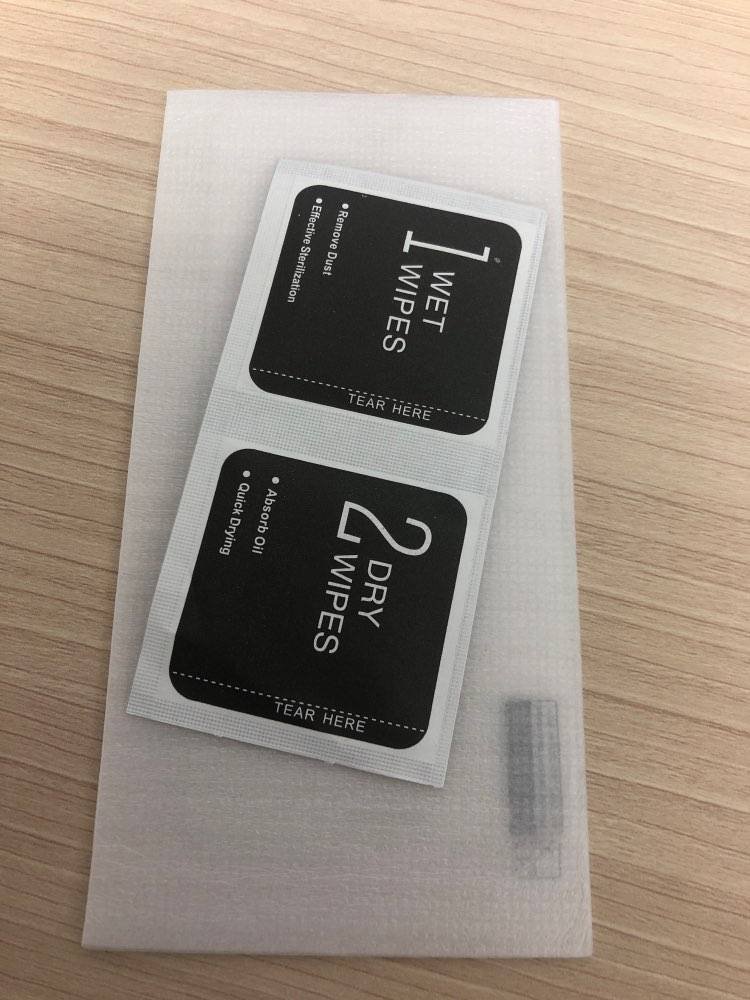 1 WET
WIPES
● Remove Dust
● Effective Sterilization
TEAR HERE
2 DRY
WIPES
● Absorb Oil
● Quick Drying
TEAR HERE